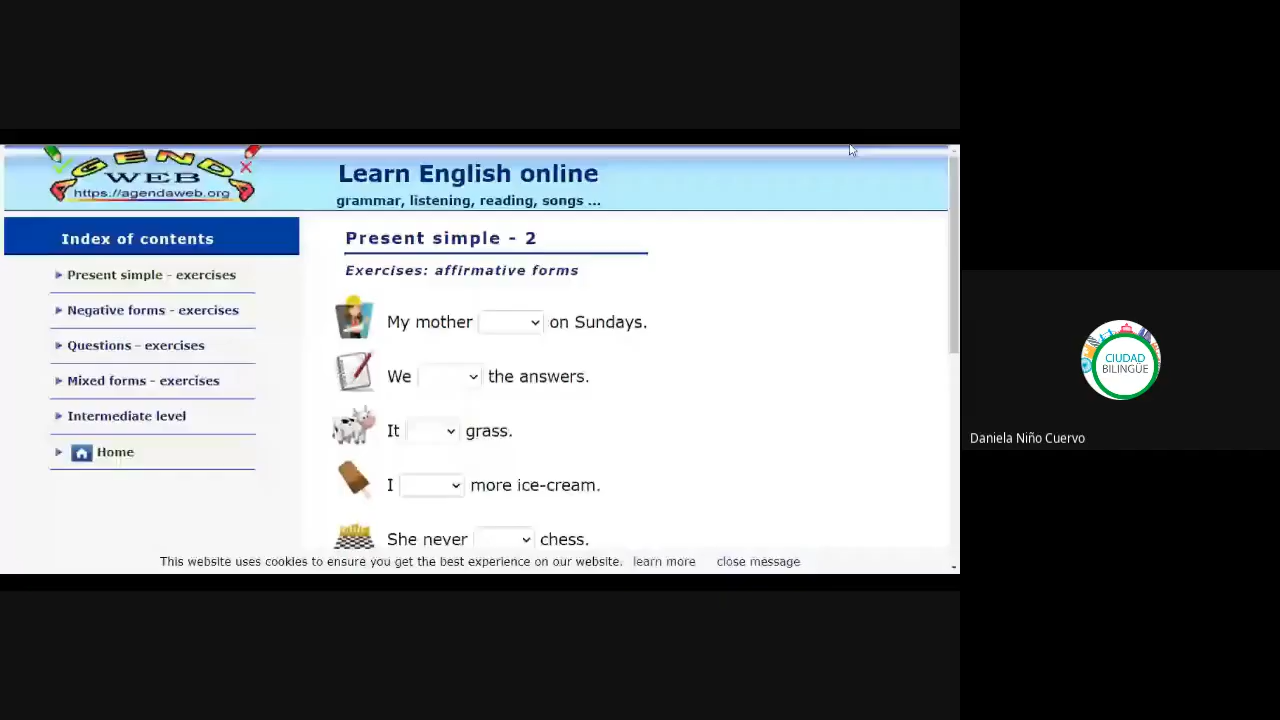 GEND
WEB
https://agendaweb.org
Learn English online
grammar, listening, reading, songs ...
Index of contents
Present simple - exercises
Negative forms - exercises
Questions - exercises
Mixed forms - exercises
Intermediate level
Home
Present simple - 2
Exercises: affirmative forms
My mother on Sundays.
We the answers.
It grass.
I more ice-cream.
She never chess.
This website uses cookies to ensure you get the best experience on our website. learn more close message
CIUDAD
BILINGÜE
Daniela Niño Cuervo